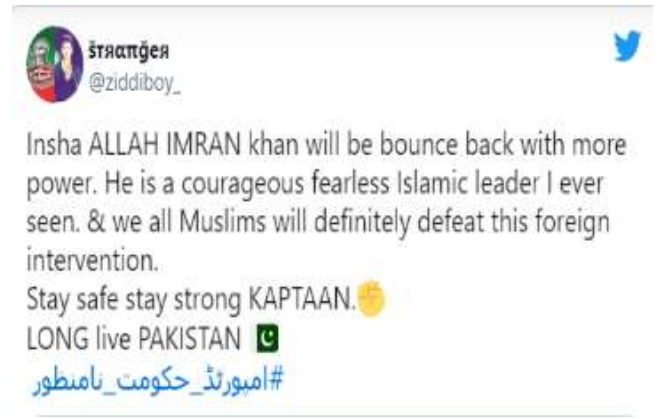 šтяαпğея
@ziddiboy_
Insha ALLAH IMRAN khan will be bounce back with more
power. He is a courageous fearless Islamic leader I ever
seen. & we all Muslims will definitely defeat this foreign
intervention.
Stay safe stay strong KAPTAAN.✊
LONG live PAKISTAN 🇵🇰
#امپورٹڈ_حکومت_نامنظور